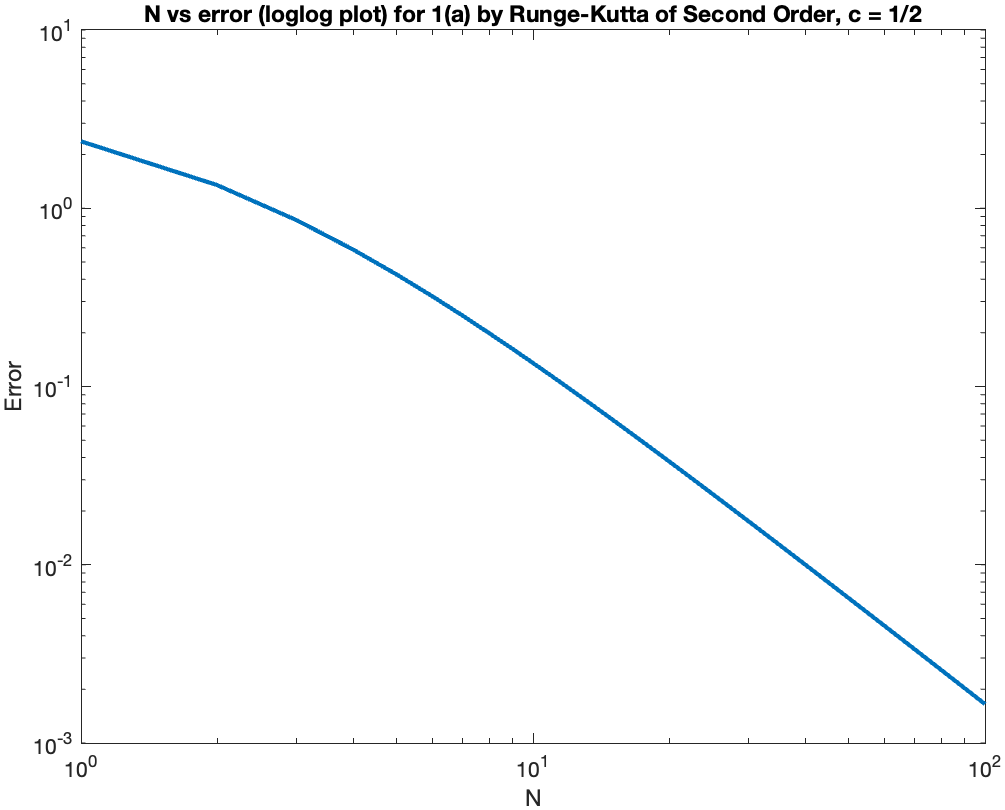 N vs error (loglog plot) for 1(a) by Runge-Kutta of Second Order, c = 1/2
10^1
10^0
10^-1
10^-2
10^-3
Error
10^0 10^1 10^2
N